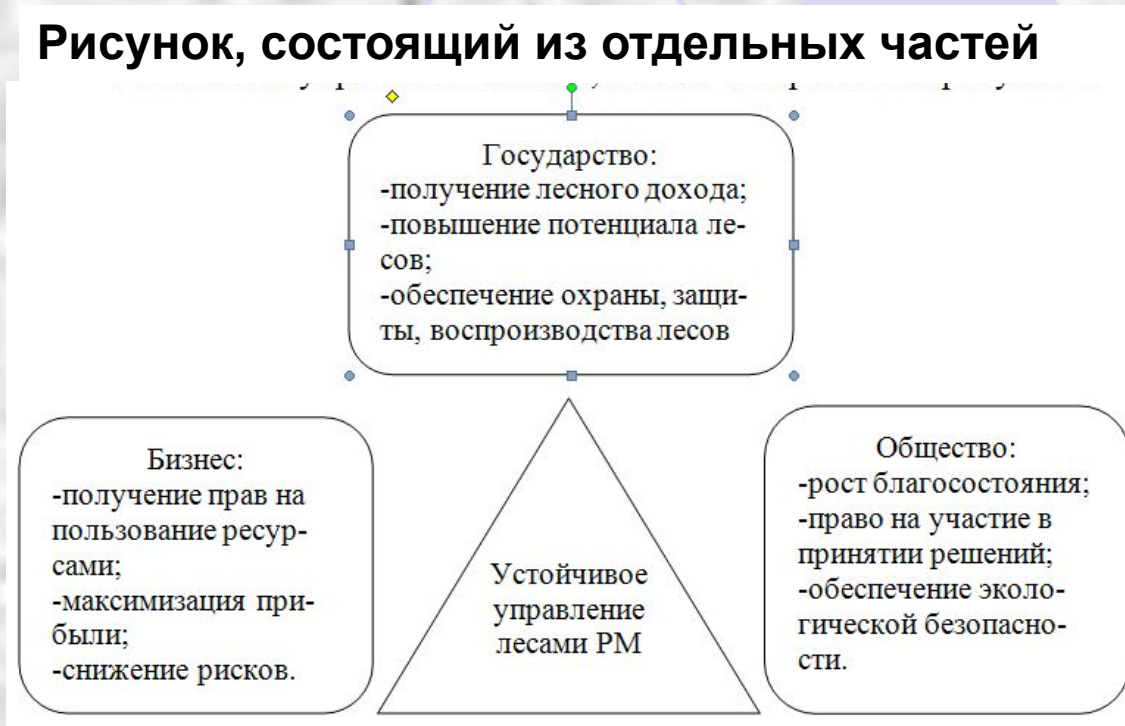 Рисунок, состоящий из отдельных частей
Государство:
-получение лесного дохода;
-повышение потенциала ле-
сов;
-обеспечение охраны, защи-
ты, воспроизводства лесов
Бизнес:
-получение прав на
пользование ресур-
сами;
-максимизация при-
были;
-снижение рисков.
Устойчивое
управление
лесами РМ
Общество:
-рост благосостояния;
-право на участие в
принятии решений;
-обеспечение эколо-
гической безопасно-
сти.